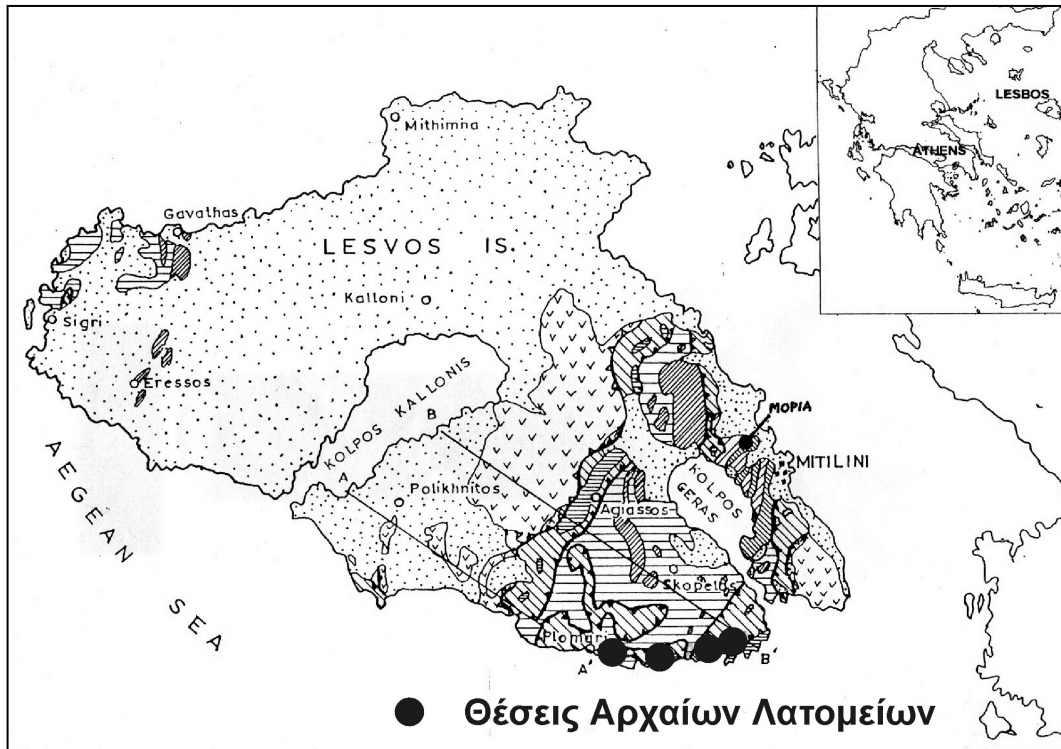 LESBOS
ATHENS
Mithimna
Gavathas
LESVOS IS.
Kalloni
Sigri
Eressos
KOLPOS KALLONIS
B
A
ΜΟΡΙΑ
MITILINI
KOLPOS
GERAS
Polikhnitos
Agiassos
Skopelos
Plomari
A'
B'
AEGEAN SEA
Θέσεις Αρχαίων Λατομείων